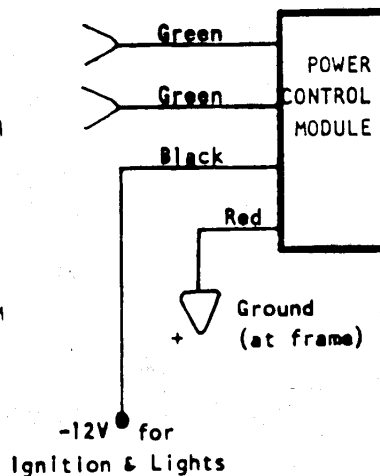 Green
POWER
Green
CONTROL
MODULE
Black
Red
Ground
+
(at frame)
-12V for
Ignition & Lights